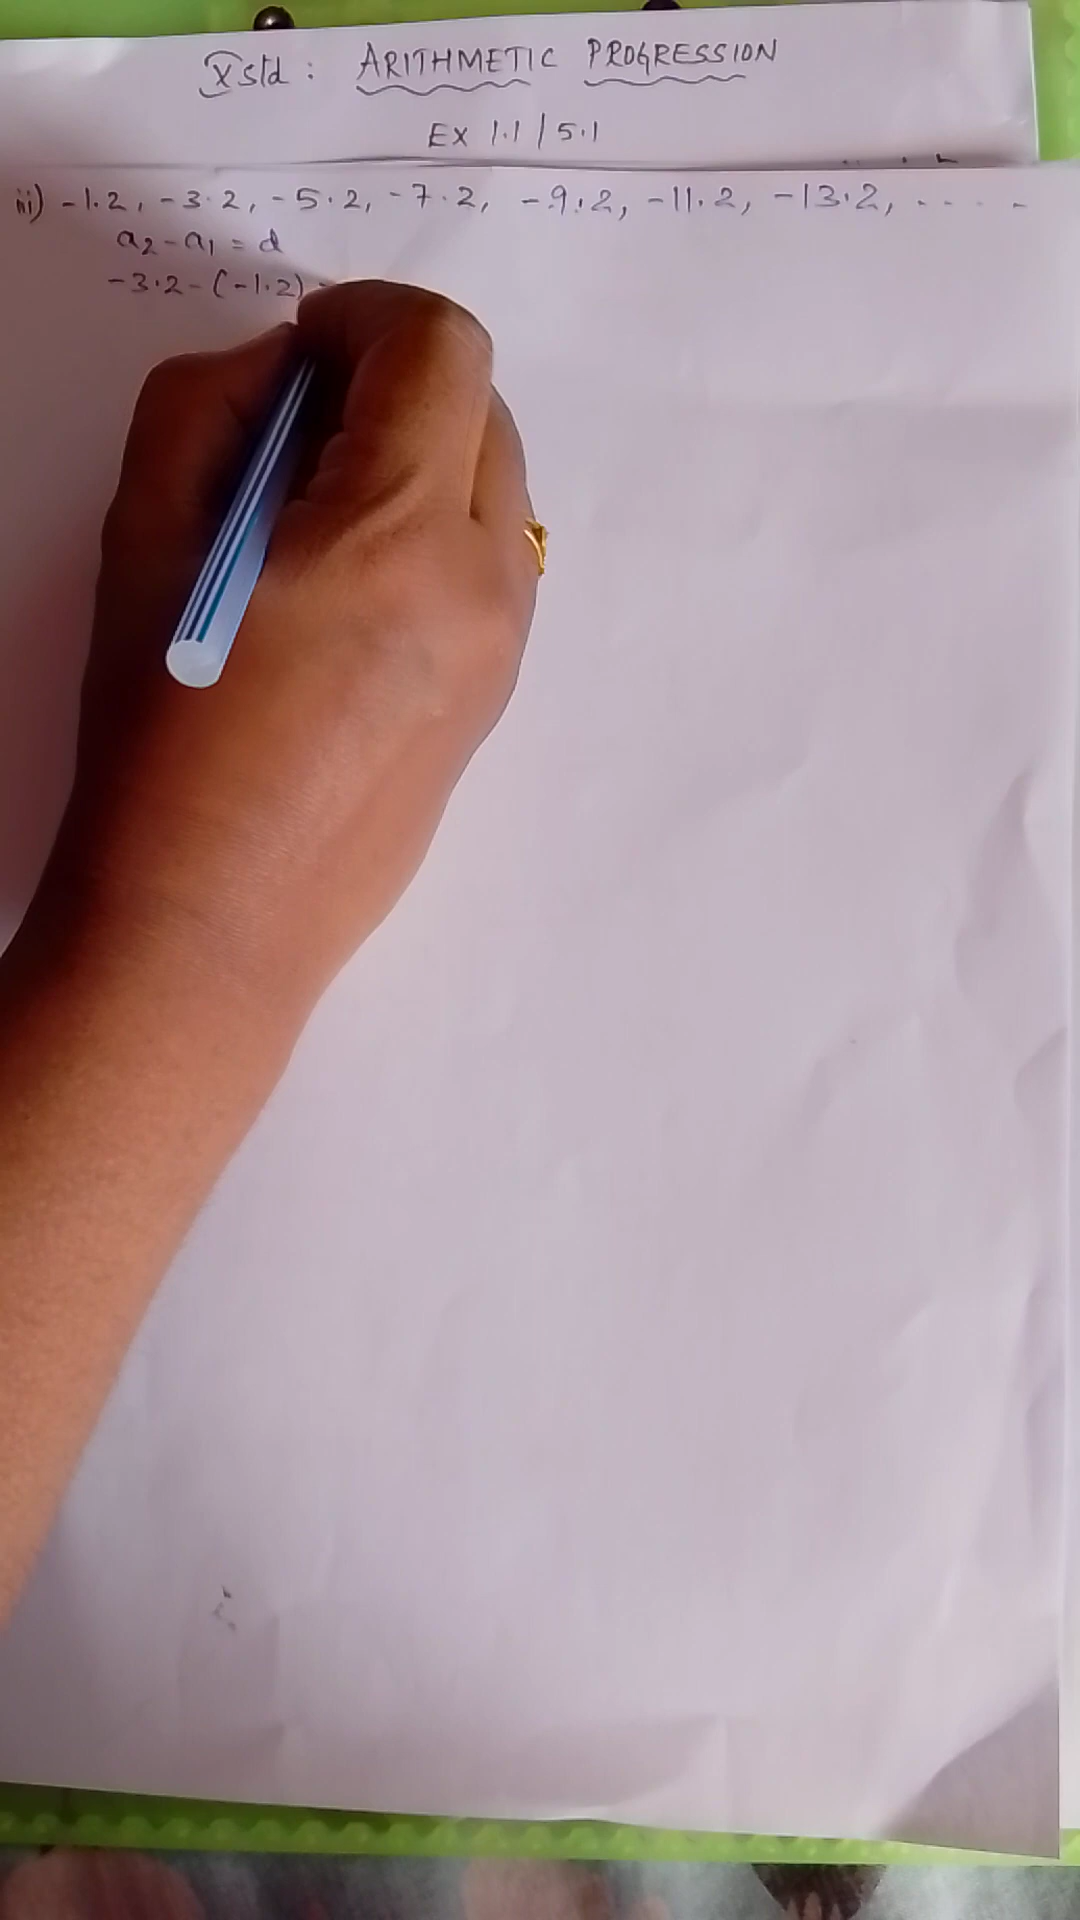 X std : ARITHMETIC PROGRESSION
EX 1.1 / 5.1
iii) -1.2, -3.2, -5.2, -7.2, -9.2, -11.2, -13.2, .....
a2 - a1 = d
-3.2 - (-1.2) =